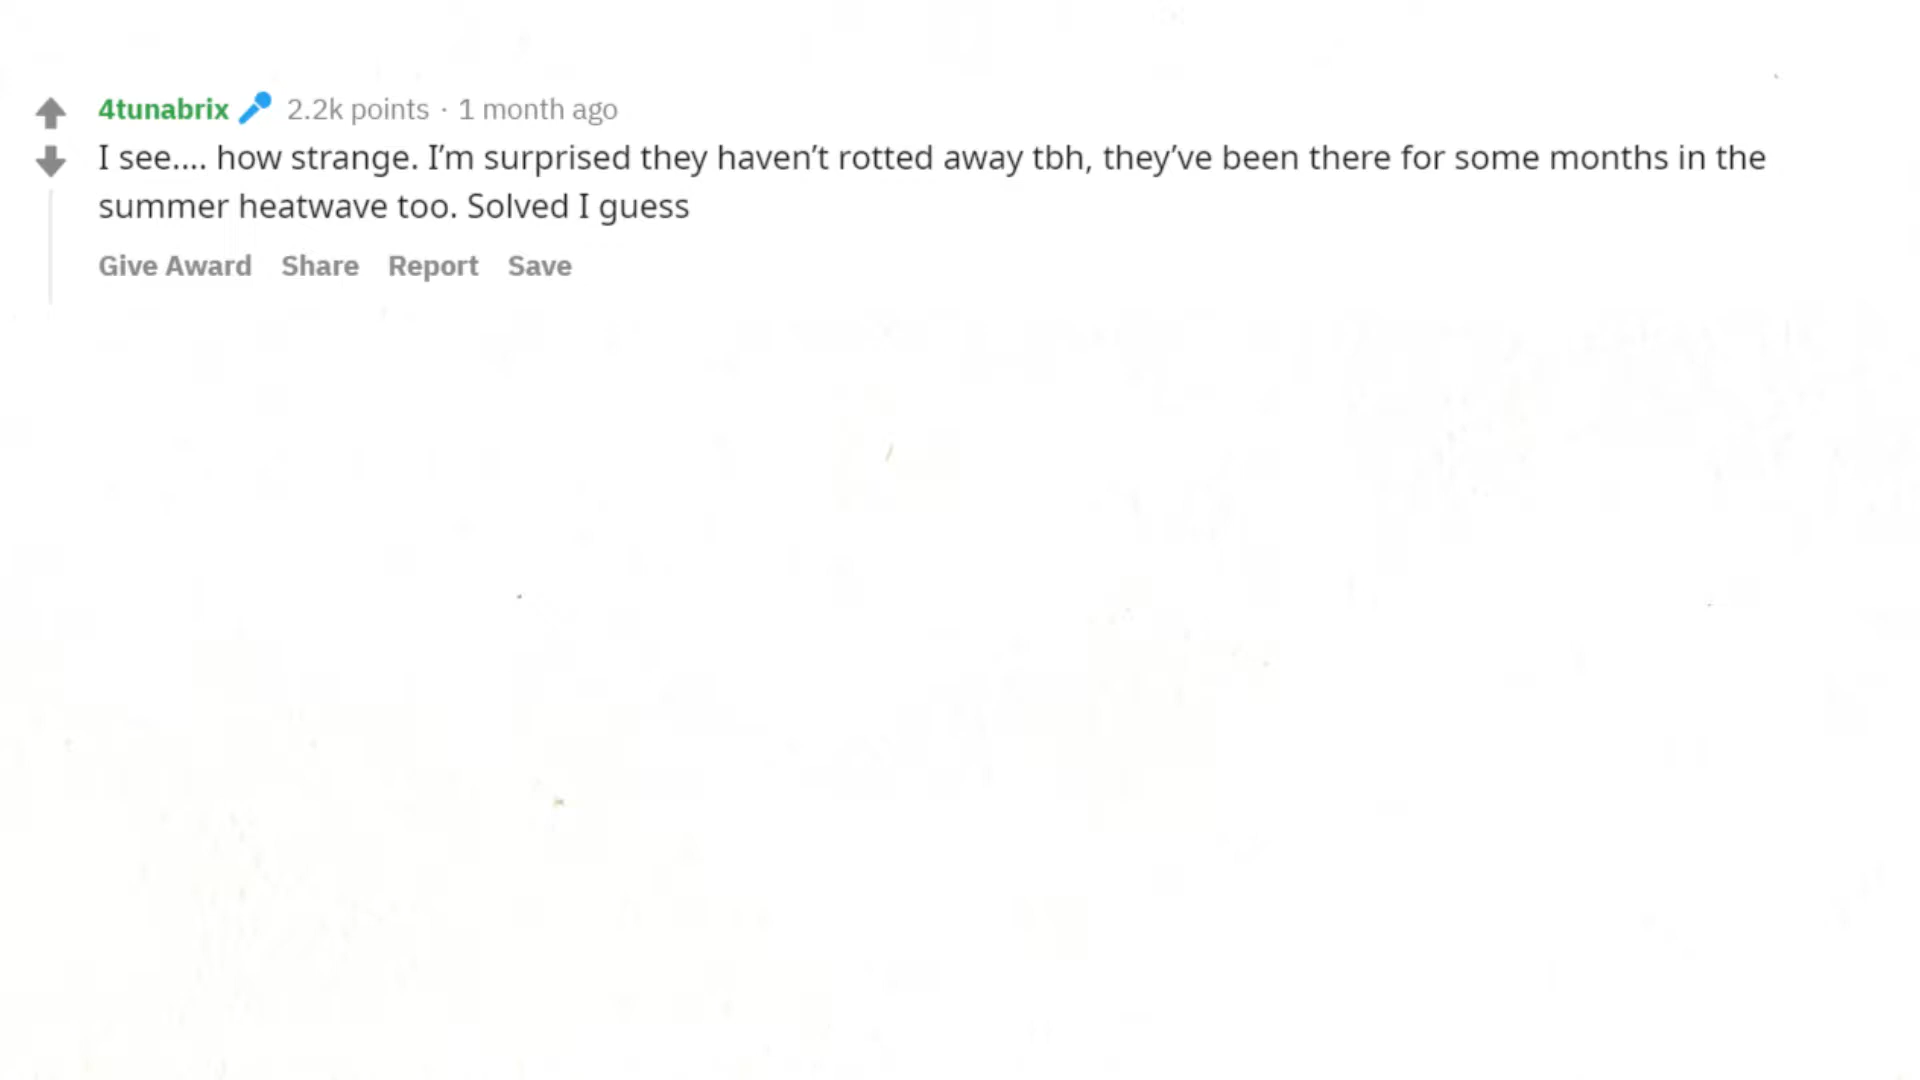 4tunabrix 2.2k points · 1 month ago
I see.... how strange. I’m surprised they haven’t rotted away tbh, they’ve been there for some months in the
summer heatwave too. Solved I guess
Give Award Share Report Save